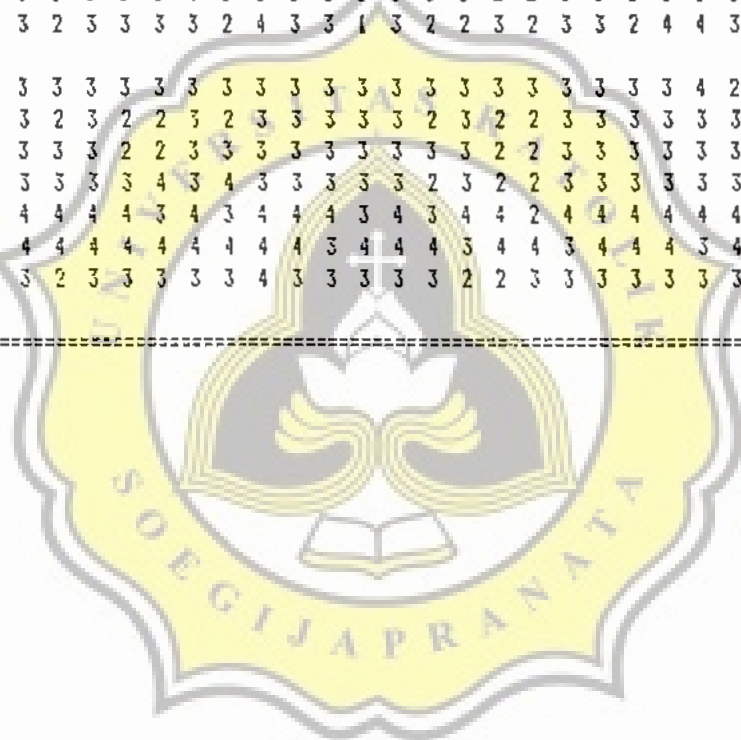 3 2 3 3 3 3 2 4 3 3 1 3 2 2 3 2 3 3 2 4 4 3
3 3 3 3 3 3 3 3 3 3 3 3 3 3 3 3 3 3 3 3 4 2
3 2 3 2 2 3 2 3 3 3 3 3 2 3 2 2 3 3 3 3 3 3
3 3 3 2 2 3 3 3 3 3 3 3 3 3 2 2 3 3 3 3 3 3
3 3 3 3 4 3 4 3 3 3 3 3 2 3 2 2 3 3 3 3 3 3
4 4 4 4 3 4 3 4 4 4 3 4 3 4 4 2 4 4 4 4 4 4
4 4 4 4 4 4 4 4 4 3 4 4 4 3 4 4 3 4 4 4 3 4
3 2 3 3 3 3 3 4 3 3 3 3 3 2 2 3 3 3 3 3 3 3
UNIVERSITAS KATOLIK
SOEGIJAPRANATA